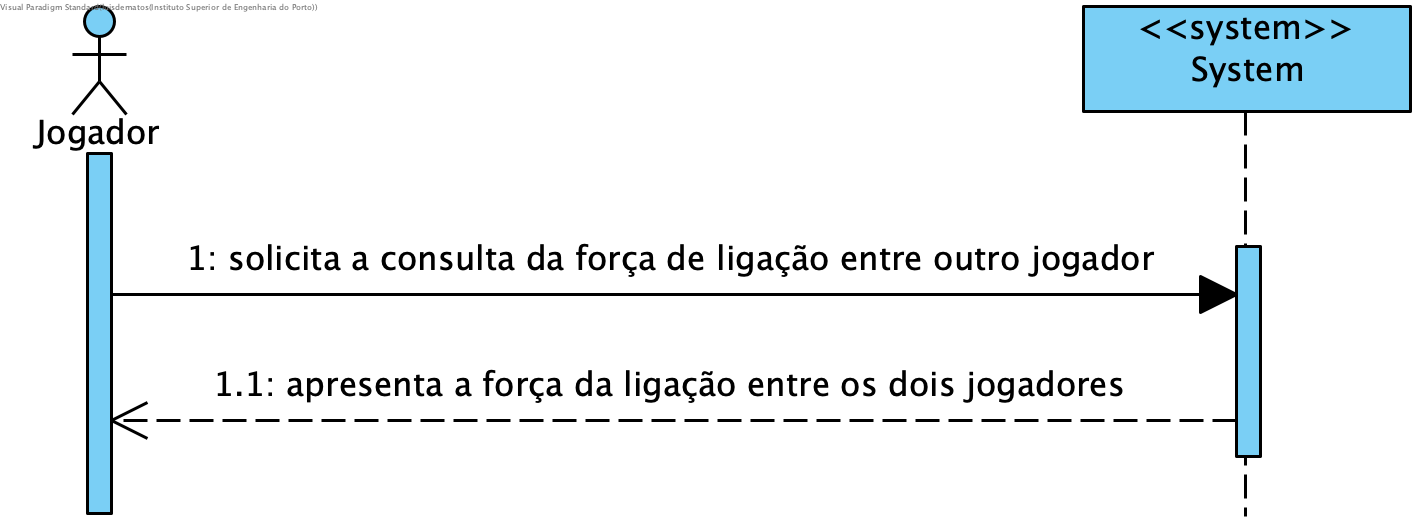 Visual Paradigm Standard(luisdematos(Instituto Superior de Engenharia do Porto))
<<system>>
System
Jogador
1: solicita a consulta da força de ligação entre outro jogador
1.1: apresenta a força da ligação entre os dois jogadores